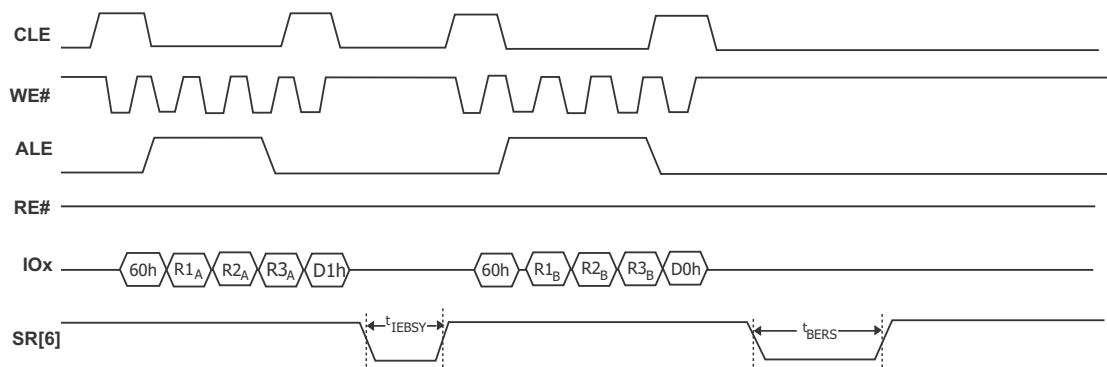 CLE
WE#
ALE
RE#
IOx 60h R1A R2A R3A D1h 60h R1B R2B R3B D0h
SR[6] tIEBSY tBERS